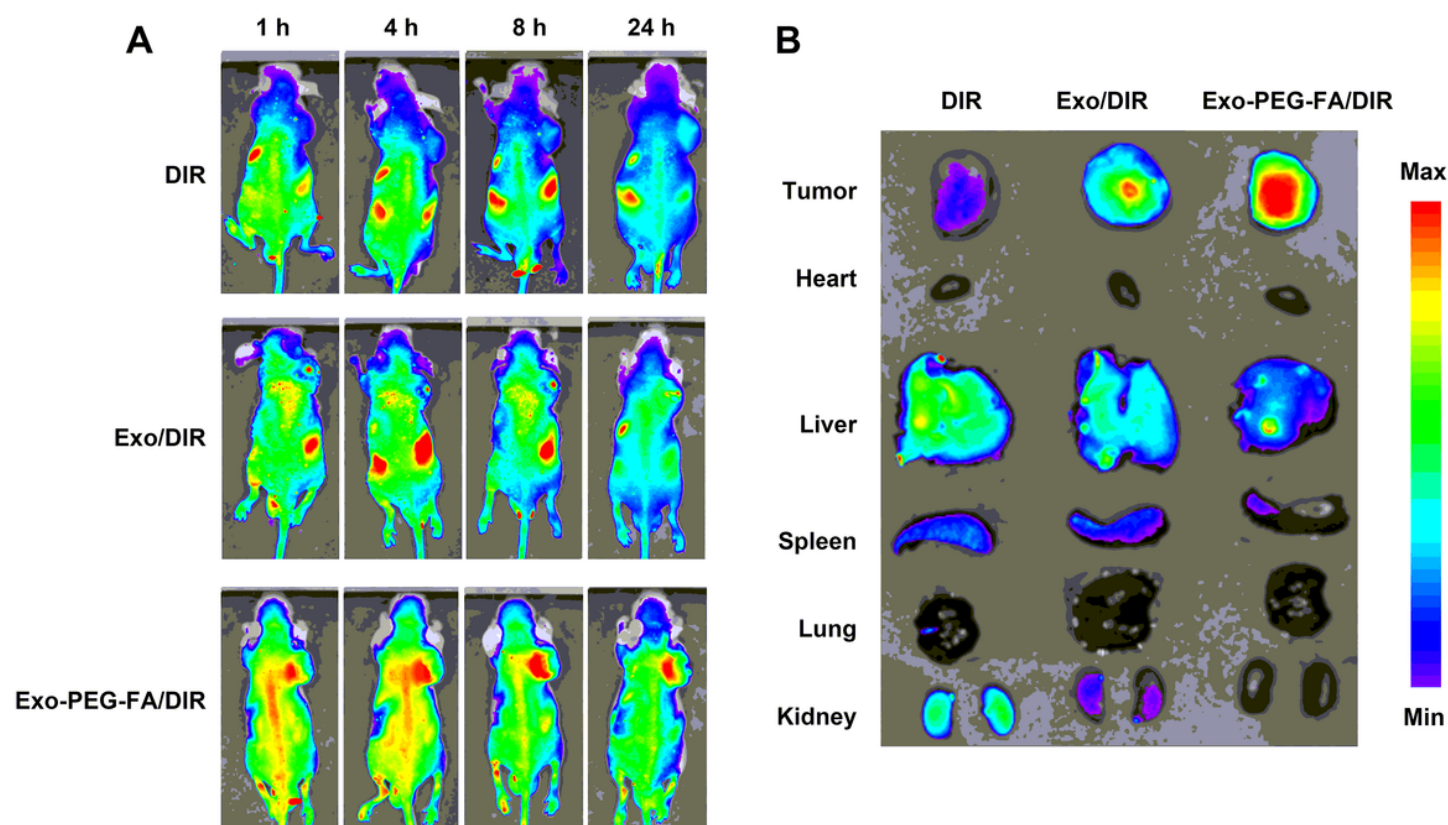 A
1 h 4 h 8 h 24 h
DIR
Exo/DIR
Exo-PEG-FA/DIR
B
DIR Exo/DIR Exo-PEG-FA/DIR
Tumor
Heart
Liver
Spleen
Lung
Kidney
Max
Min